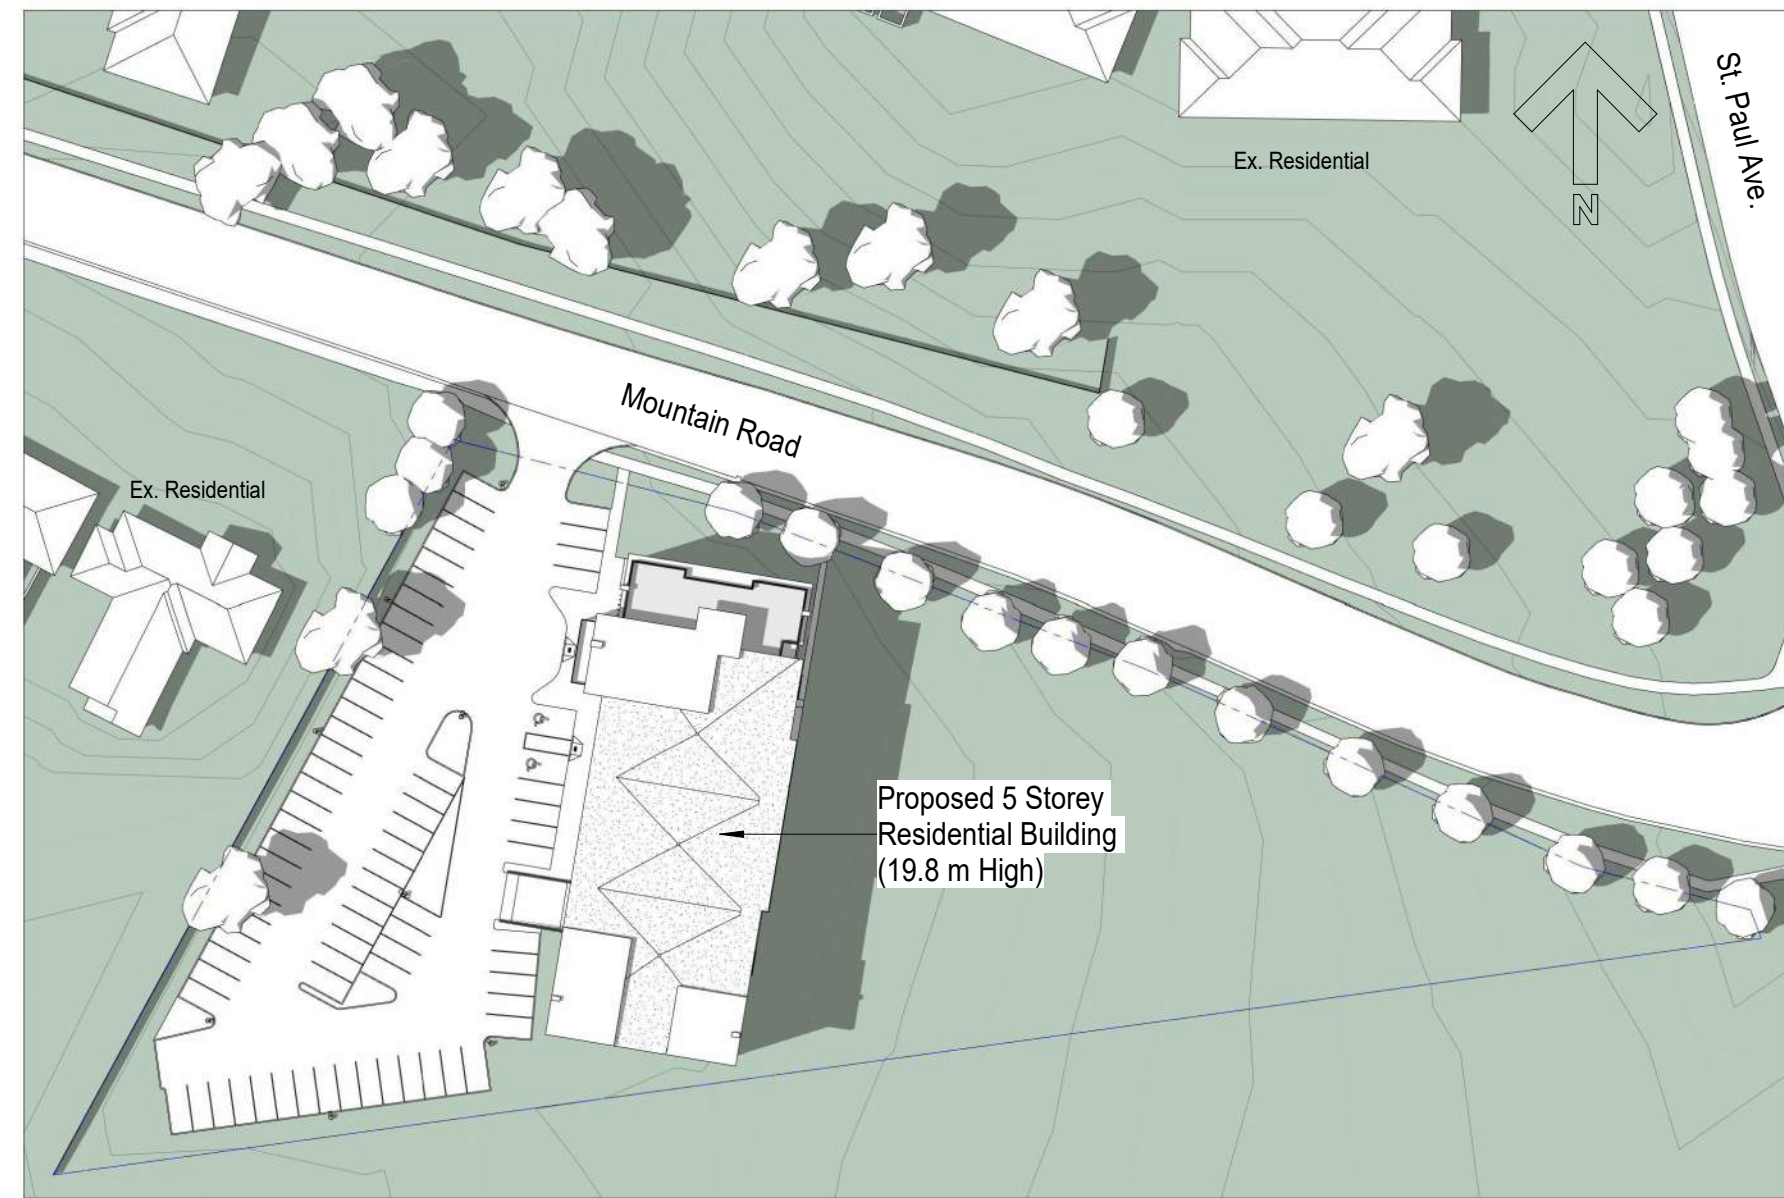 St. Paul Ave.
Ex. Residential
N
Mountain Road
Ex. Residential
Proposed 5 Storey
Residential Building
(19.8 m High)